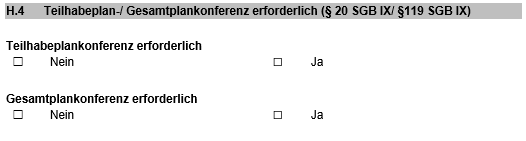 H.4 Teilhabeplan-/ Gesamtplankonferenz erforderlich (§ 20 SGB IX/ §119 SGB IX)
Teilhabeplankonferenz erforderlich
☐ Nein ☐ Ja
Gesamtplankonferenz erforderlich
☐ Nein ☐ Ja